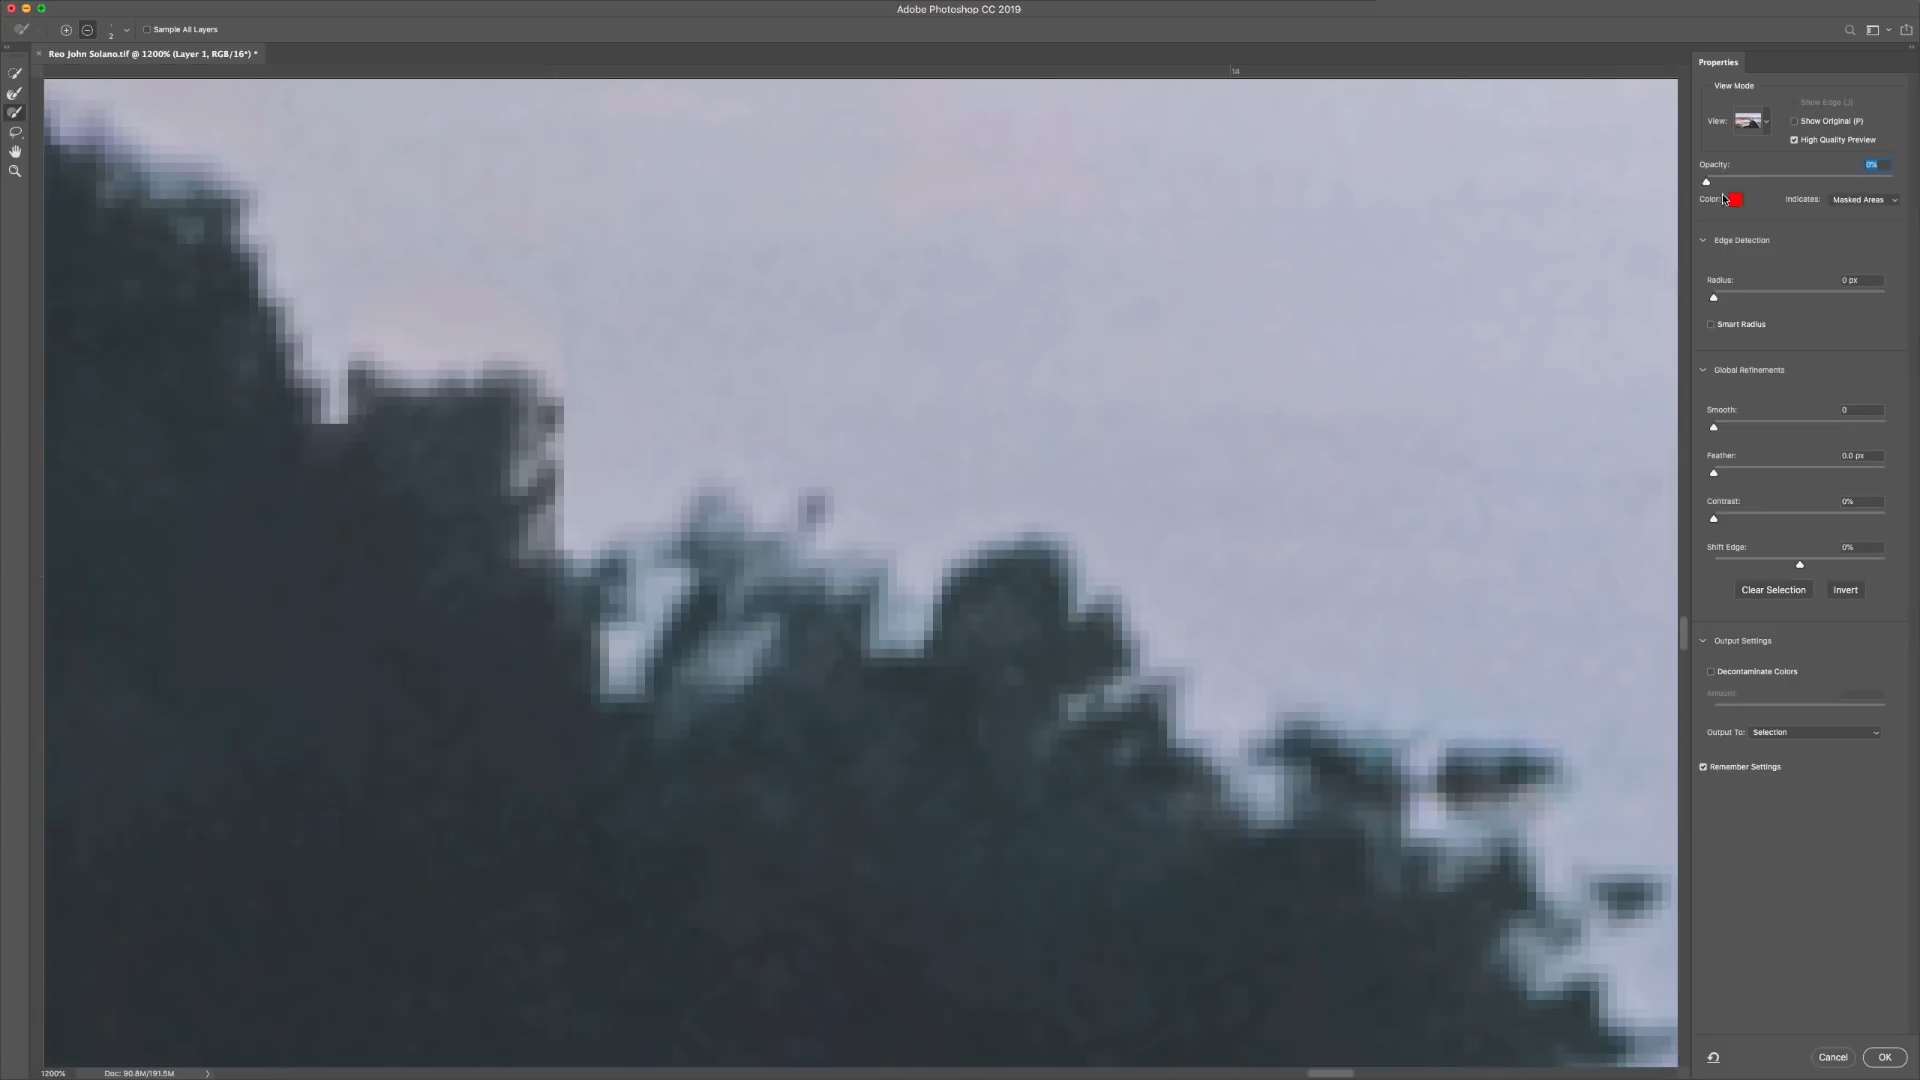 Adobe Photoshop CC 2019
2
Sample All Layers
Reo John Solano.tif @ 1200% (Layer 1, RGB/16*) *
14
Properties
View Mode
Show Edge (J)
View:
Show Original (P)
High Quality Preview
Opacity: 0%
Color:
Indicates: Masked Areas
Edge Detection
Radius: 0 px
Smart Radius
Global Refinements
Smooth: 0
Feather: 0.0 px
Contrast: 0%
Shift Edge: 0%
Clear Selection Invert
Output Settings
Decontaminate Colors
Amount:
Output To: Selection
Remember Settings
Cancel OK
1200% Doc: 90.8M/191.5M